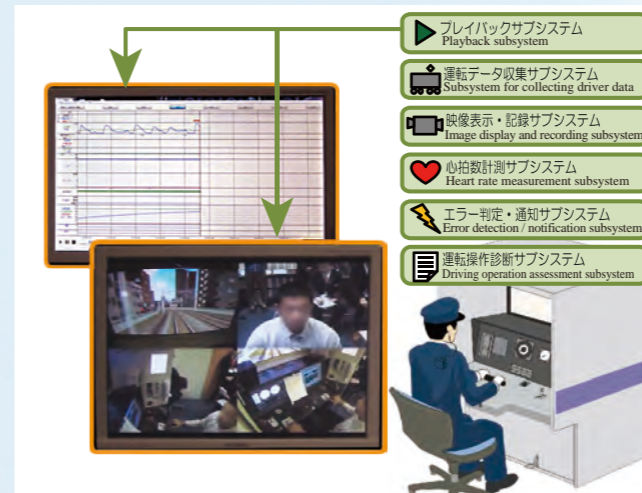 プレイバックサブシステム
Playback subsystem
運転データ収集サブシステム
Subsystem for collecting driver data
映像表示・記録サブシステム
Image display and recording subsystem
心拍数計測サブシステム
Heart rate measurement subsystem
エラー判定・通知サブシステム
Error detection / notification subsystem
運転操作診断サブシステム
Driving operation assessment subsystem